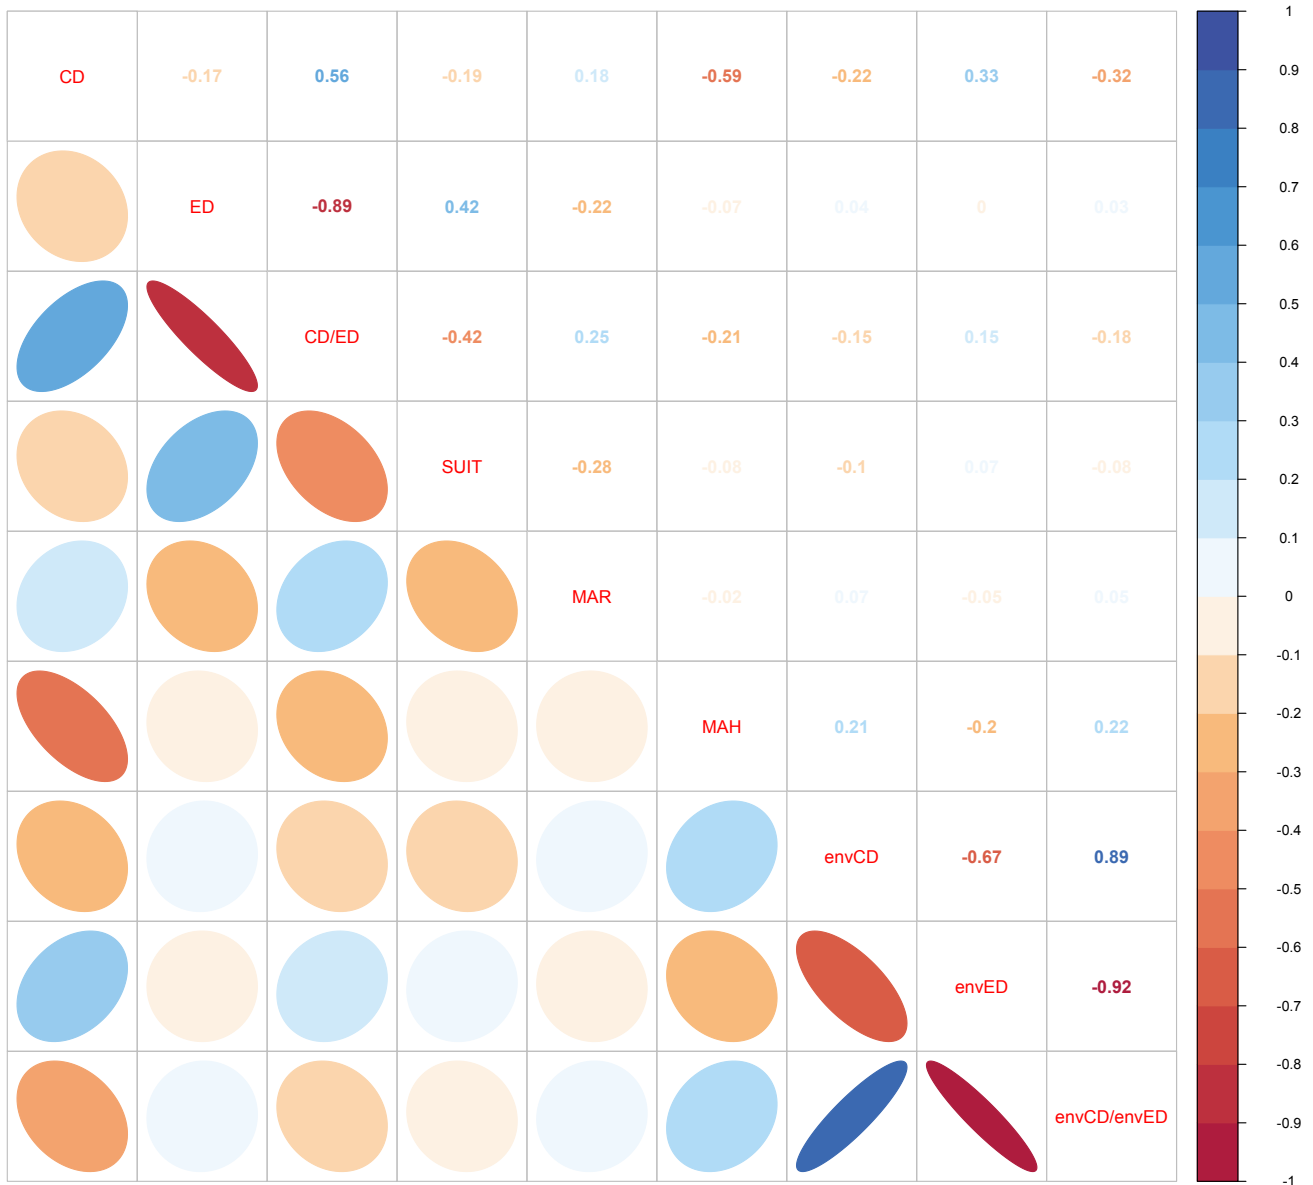 CD -0.17 0.56 -0.19 0.18 -0.59 -0.22 0.33 -0.32
ED -0.89 0.42 -0.22 -0.07 0.04 0 0.03
CD/ED -0.42 0.25 -0.21 -0.15 0.15 -0.18
SUIT -0.28 -0.08 -0.1 0.07 -0.08
MAR -0.02 0.07 -0.05 0.05
MAH 0.21 -0.2 0.22
envCD -0.67 0.89
envED -0.92
envCD/envED
1
0.9
0.8
0.7
0.6
0.5
0.4
0.3
0.2
0.1
0
-0.1
-0.2
-0.3
-0.4
-0.5
-0.6
-0.7
-0.8
-0.9
-1